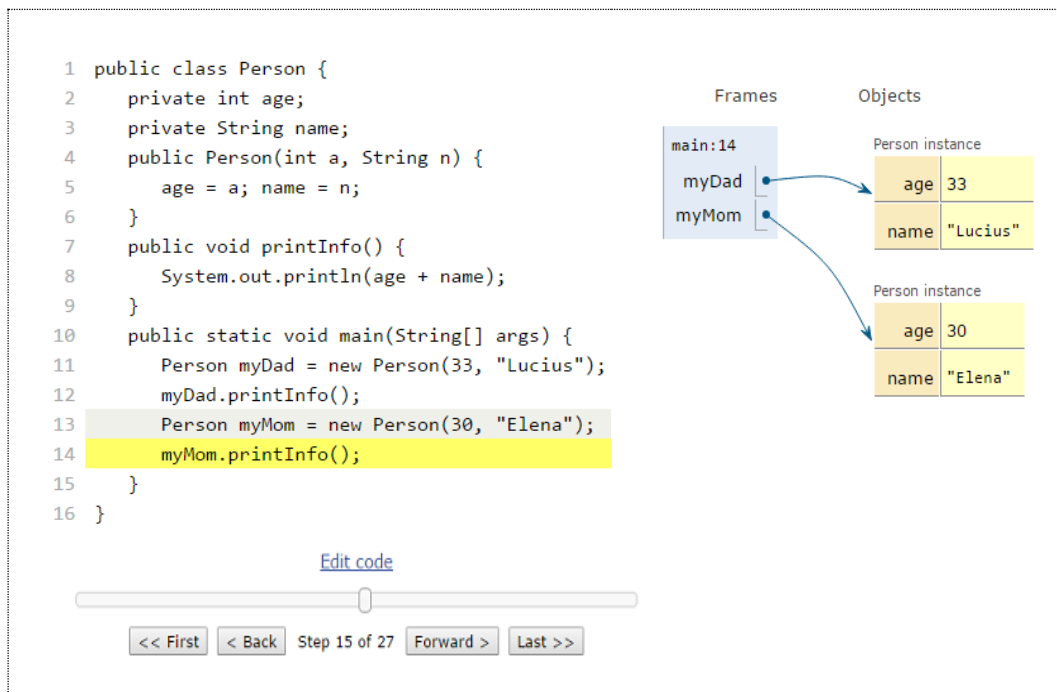 1 public class Person {
2 private int age;
3 private String name;
4 public Person(int a, String n) {
5 age = a; name = n;
6 }
7 public void printInfo() {
8 System.out.println(age + name);
9 }
10 public static void main(String[] args) {
11 Person myDad = new Person(33, "Lucius");
12 myDad.printInfo();
13 Person myMom = new Person(30, "Elena");
14 myMom.printInfo();
15 }
16 }
Edit code
<< First < Back Step 15 of 27 Forward > Last >>
Frames Objects
main:14
myDad
myMom
Person instance
age 33
name "Lucius"
Person instance
age 30
name "Elena"